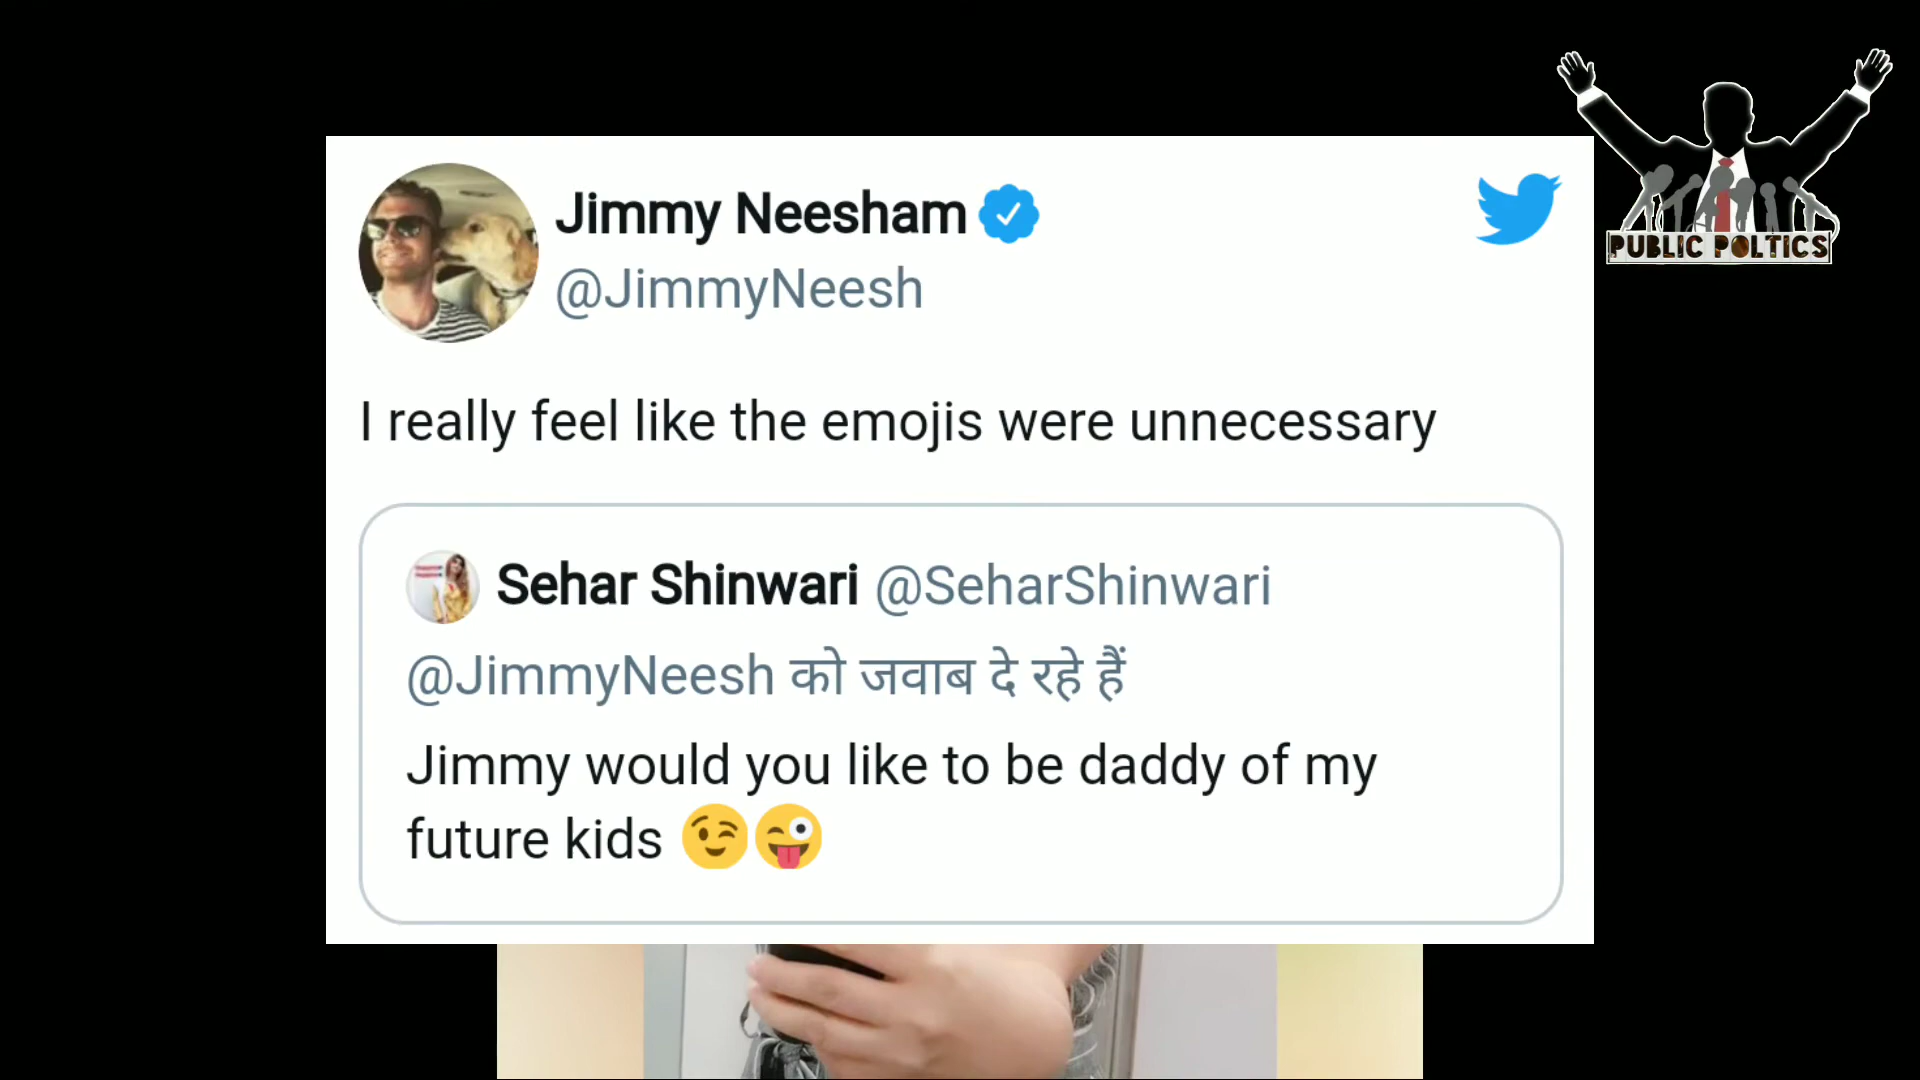 Jimmy Neesham
@JimmyNeesh
PUBLIC POLTICS
I really feel like the emojis were unnecessary
Sehar Shinwari @SeharShinwari
@JimmyNeesh को जवाब दे रहे हैं
Jimmy would you like to be daddy of my
future kids 😉😜